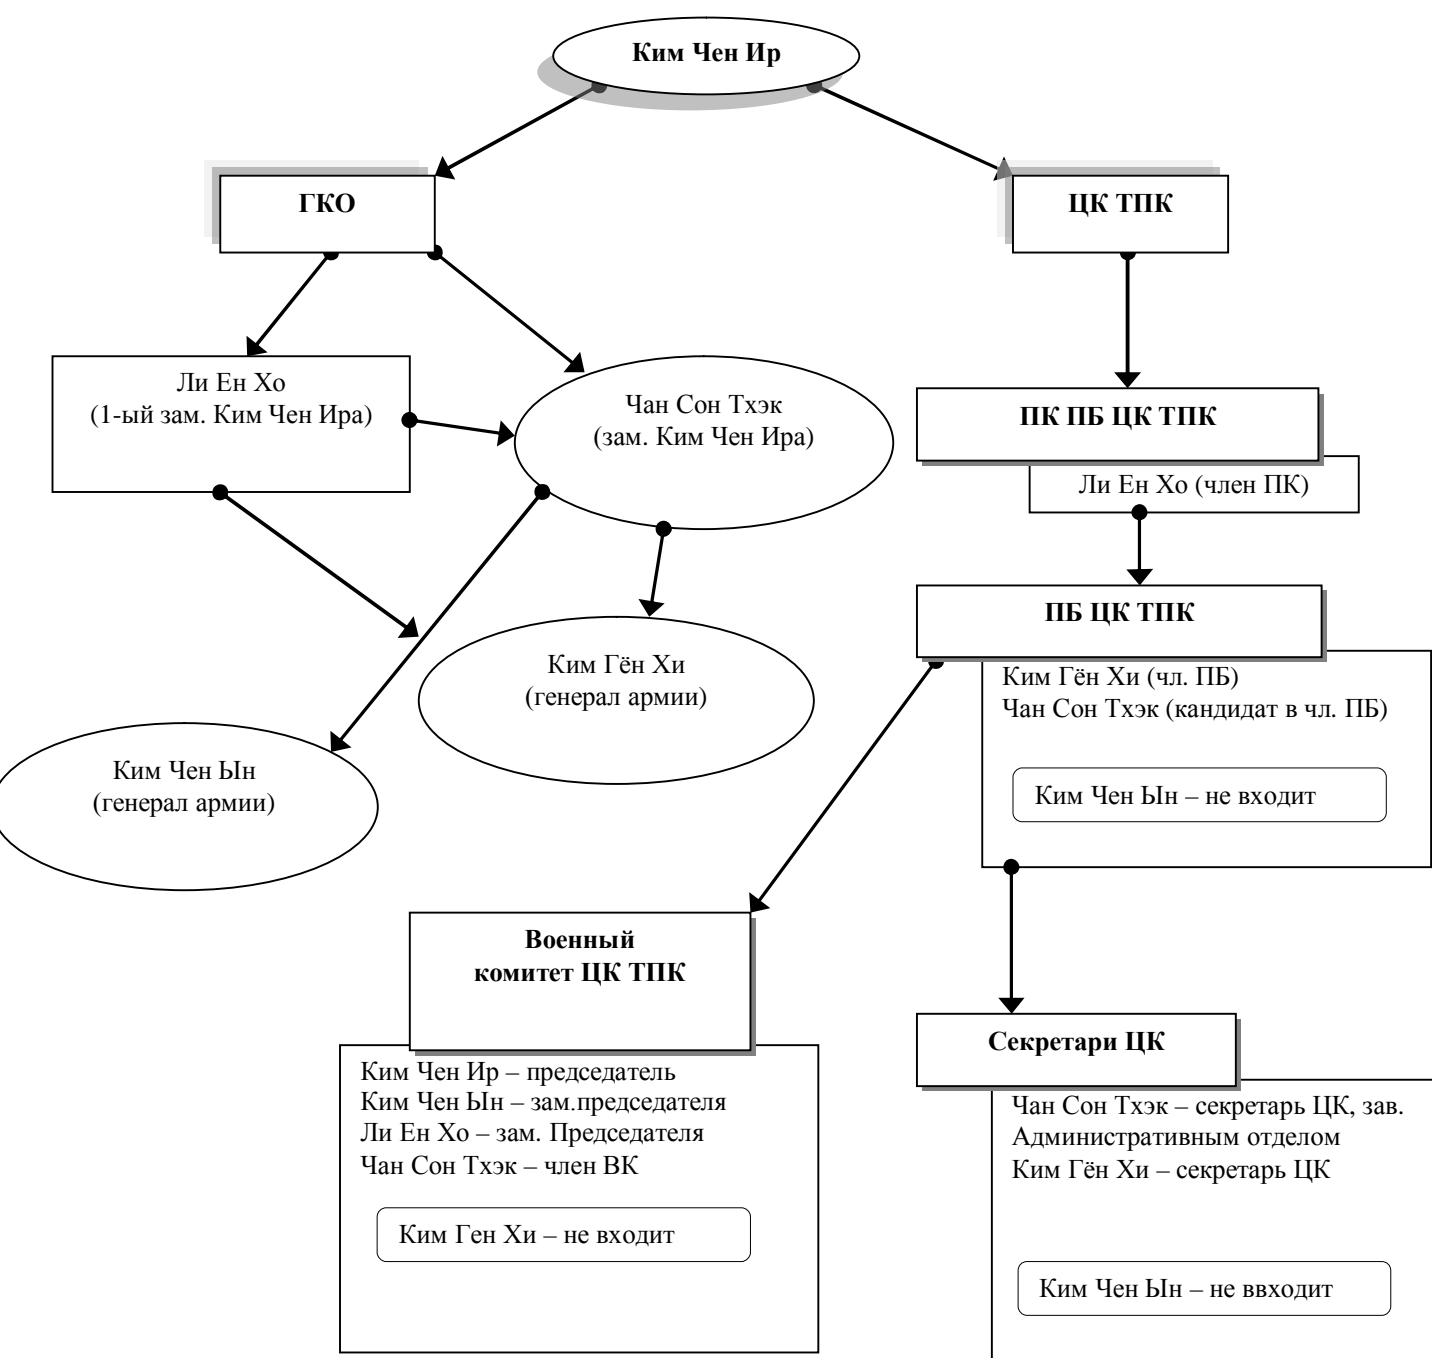 Ким Чен Ир
ГКО
ЦК ТПК
Ли Ен Хо
(1-ый зам. Ким Чен Ира)
Чан Сон Тхэк
(зам. Ким Чен Ира)
ПК ПБ ЦК ТПК
Ли Ен Хо (член ПК)
ПБ ЦК ТПК
Ким Гён Хи (чл. ПБ)
Чан Сон Тхэк (кандидат в чл. ПБ)
Ким Чен Ын – не входит
Ким Гён Хи
(генерал армии)
Ким Чен Ын
(генерал армии)
Военный
комитет ЦК ТПК
Ким Чен Ир – председатель
Ким Чен Ын – зам.председателя
Ли Ен Хо – зам. Председателя
Чан Сон Тхэк – член ВК
Ким Ген Хи – не входит
Секретари ЦК
Чан Сон Тхэк – секретарь ЦК, зав.
Административным отделом
Ким Гён Хи – секретарь ЦК
Ким Чен Ын – не ввходит